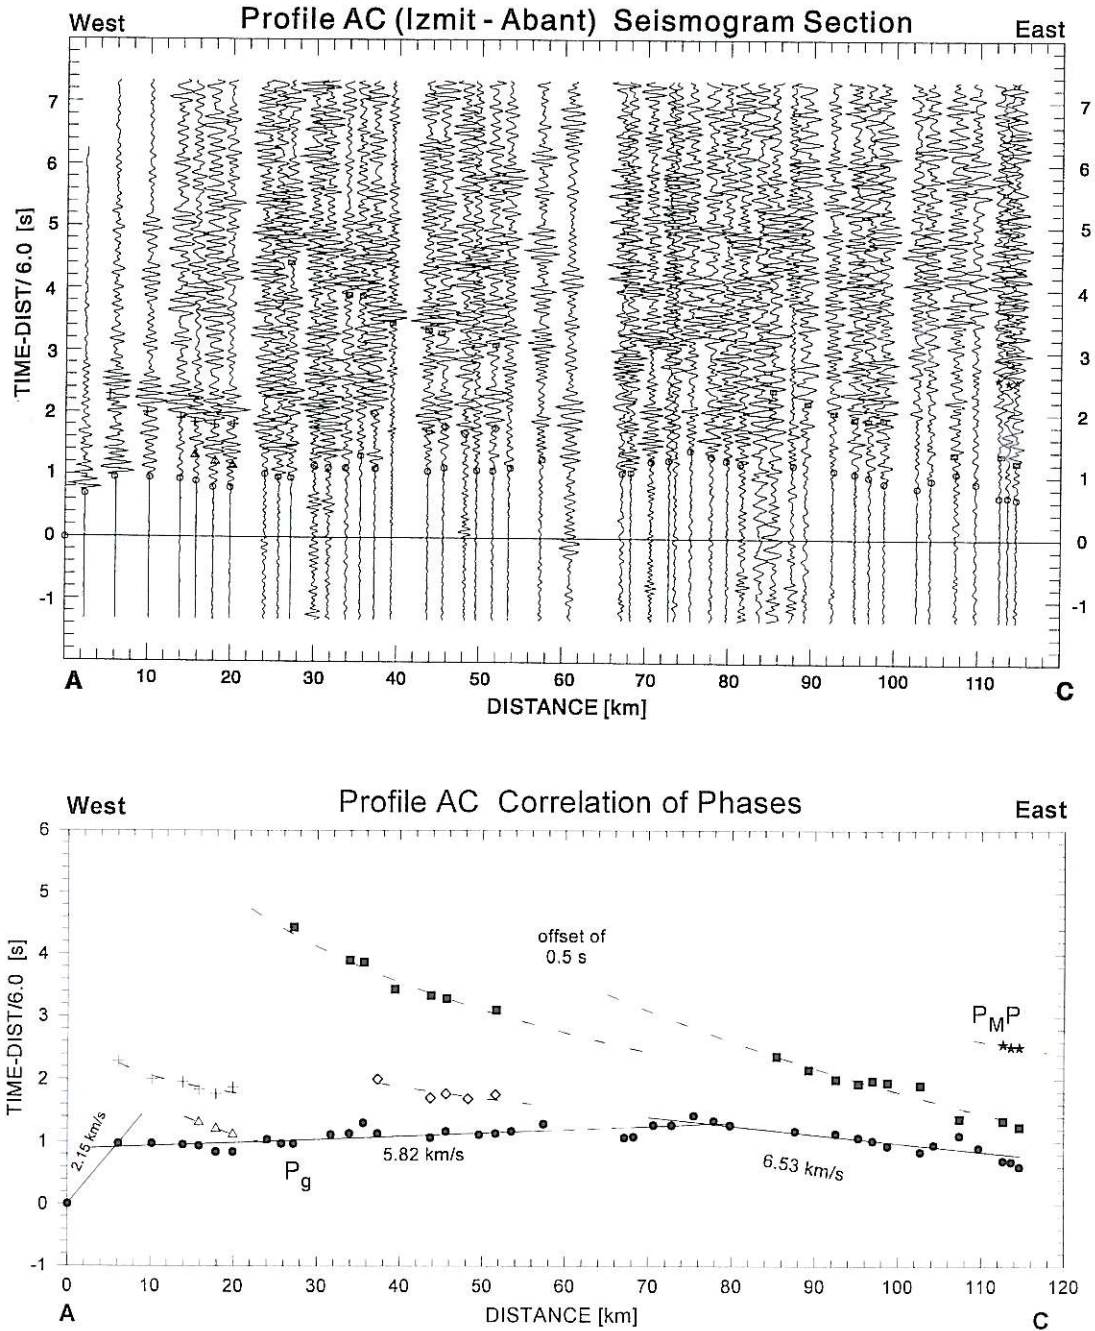 Profile AC (Izmit - Abant) Seismogram Section
West
East
TIME-DIST/ 6.0 [s]
7
6
5
4
3
2
1
0
-1
7
6
5
4
3
2
1
0
-1
A
10
20
30
40
50
60
70
80
90
100
110
C
DISTANCE [km]
Profile AC Correlation of Phases
West
East
TIME-DIST/6.0 [s]
6
5
4
3
2
1
0
-1
offset of
0.5 s
PMP
2.15 km/s
Pg
5.82 km/s
6.53 km/s
0
10
20
30
40
50
60
70
80
90
100
110
120
A
DISTANCE [km]
C